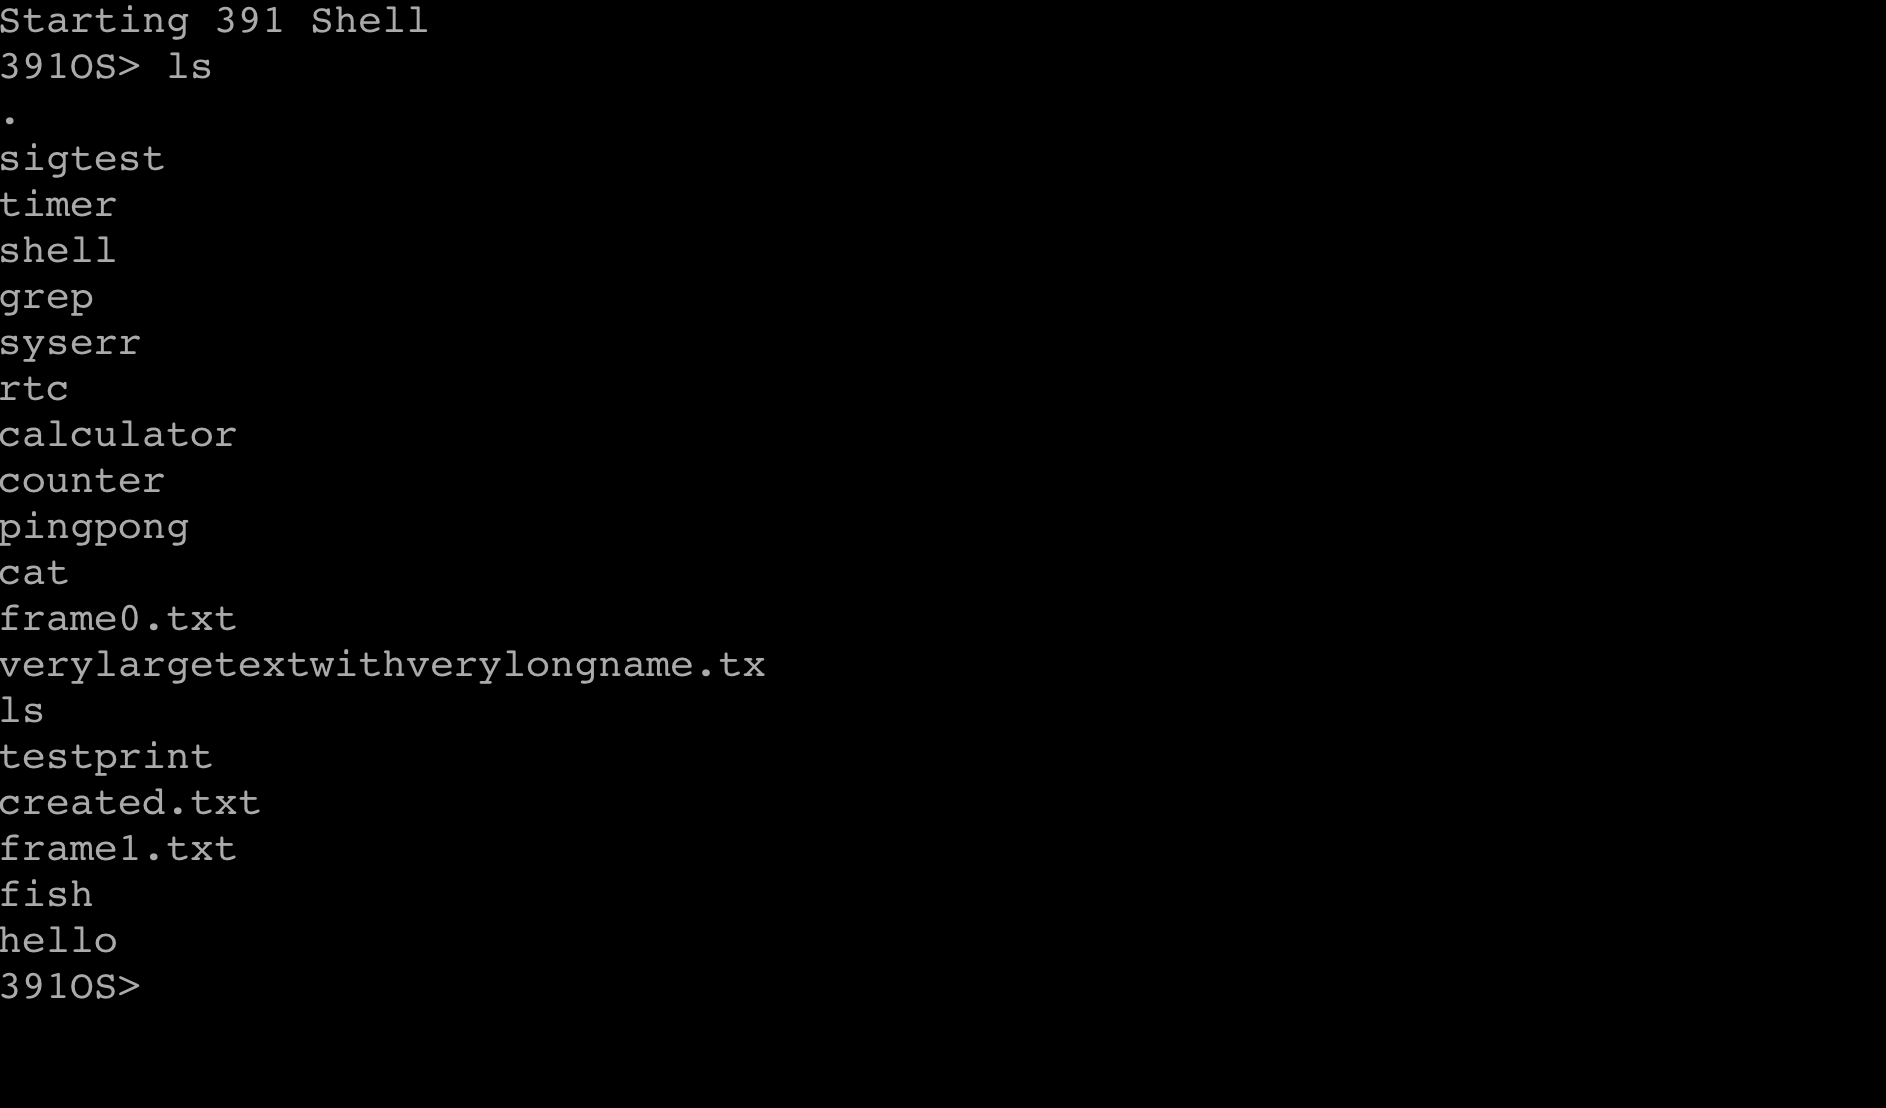 Starting 391 Shell
391OS> ls
.
sigtest
timer
shell
grep
syserr
rtc
calculator
counter
pingpong
cat
frame0.txt
verylargetextwithverylongname.tx
ls
testprint
created.txt
frame1.txt
fish
hello
391OS>